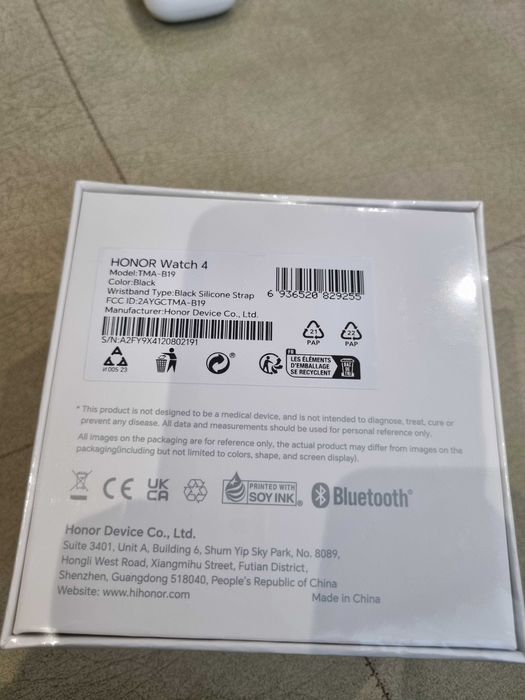 HONOR Watch 4
Model:TMA-B19
Color:Black
Wristband Type:Black Silicone Strap
FCC ID:2AYGCTMA-B19
Manufacturer:Honor Device Co., Ltd.
6 936520 829255
S/N:A2FY9X4120802191
21
PAP
22
PAP
И005 23
FR
LES ÉLÉMENTS
D'EMBALLAGE
SE RECYCLENT
BAC
DE
TRI
* This product is not designed to be a medical device, and is not intended to diagnose, treat, cure or
prevent any disease. All data and measurements should be used for personal reference only.
All images on the packaging are for reference only, the actual product may differ from images on the
packaging(including but not limited to colors, shape, and screen display).
CE
UK
CA
PRINTED WITH
SOY INK
Bluetooth®
Honor Device Co., Ltd.
Suite 3401, Unit A, Building 6, Shum Yip Sky Park, No. 8089,
Hongli West Road, Xiangmihu Street, Futian District,
Shenzhen, Guangdong 518040, People's Republic of China
Website: www.hihonor.com
Made in China